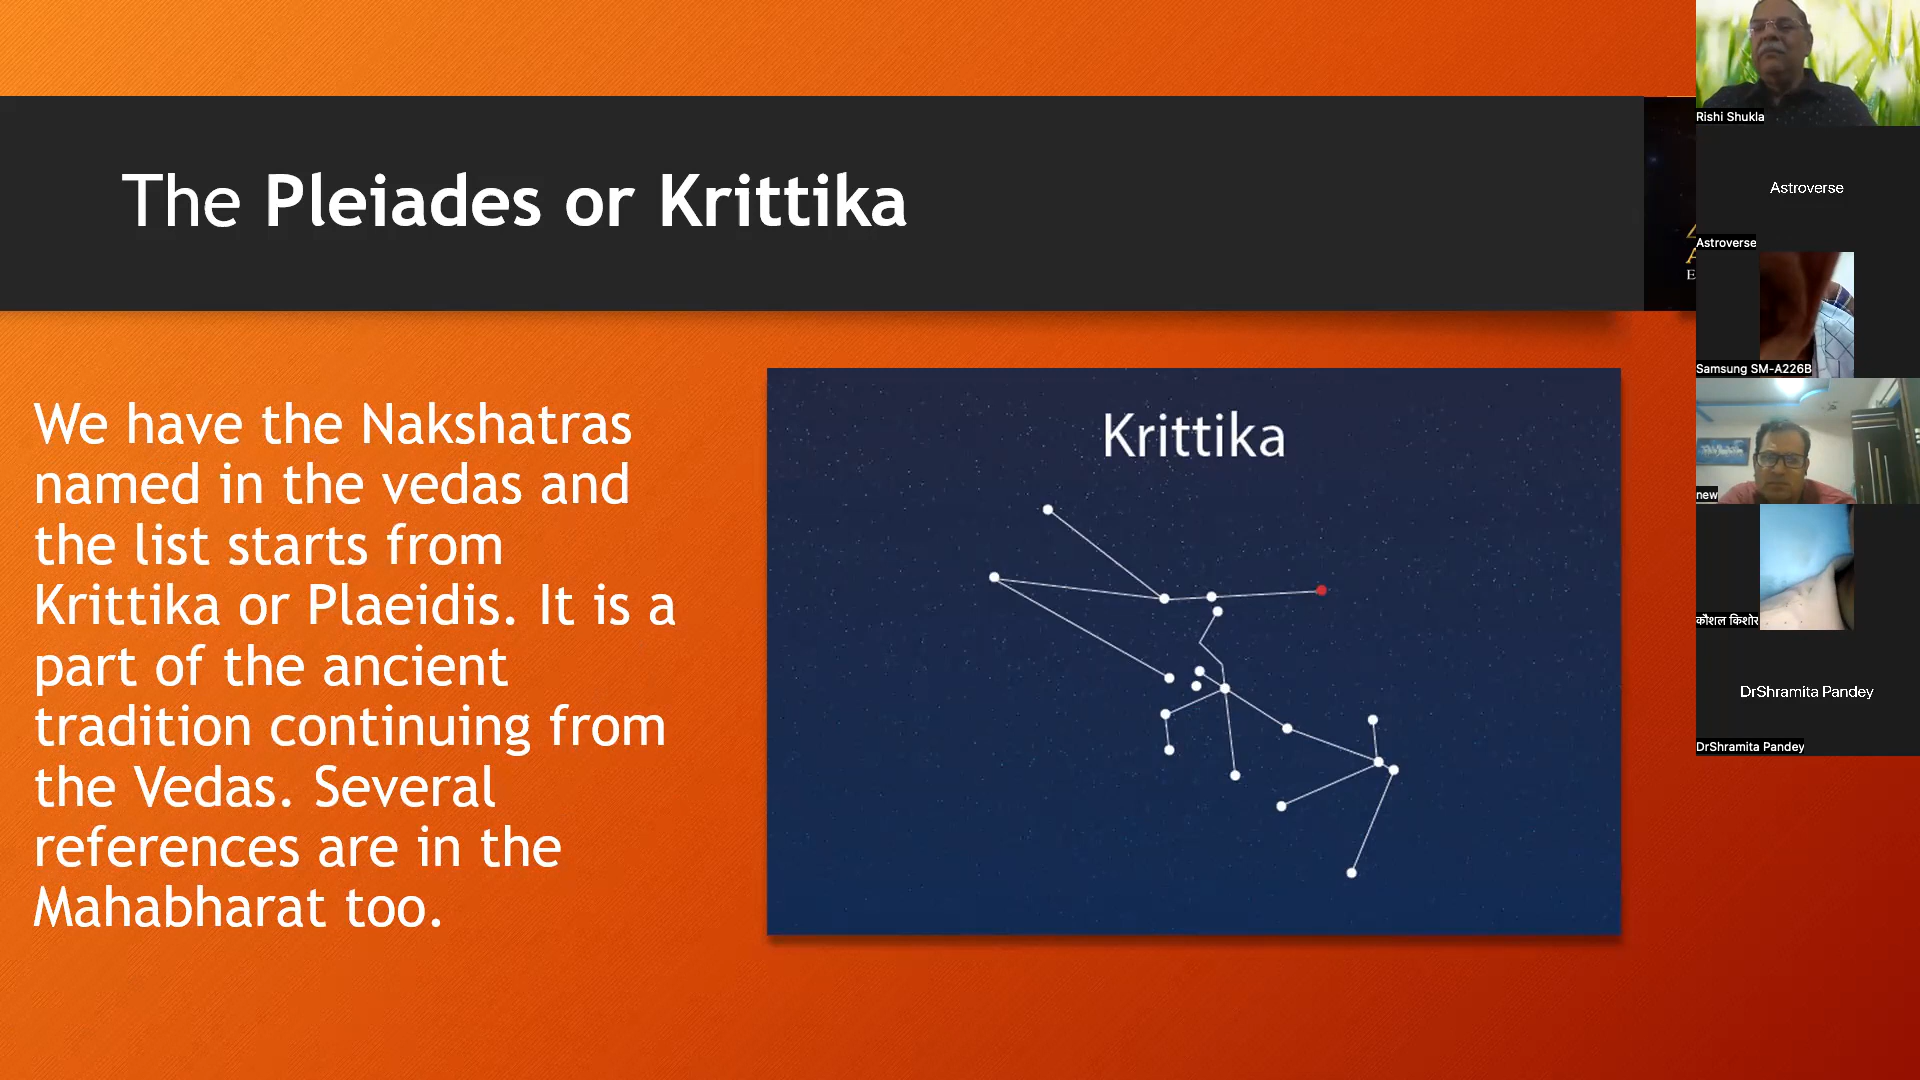 The Pleiades or Krittika
We have the Nakshatras
named in the vedas and
the list starts from
Krittika or Plaeidis. It is a
part of the ancient
tradition continuing from
the Vedas. Several
references are in the
Mahabharat too.
Krittika
Rishi Shukla
Astroverse
Astroverse
Samsung SM-A226B
new
कौशल किशोर
DrShramita Pandey
DrShramita Pandey